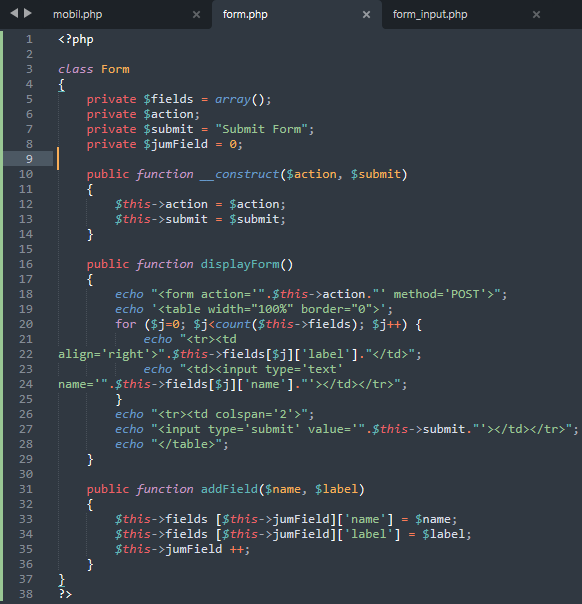 mobil.php × form.php × form_input.php ×
1 <?php
2
3 class Form
4 {
5     private $fields = array();
6     private $action;
7     private $submit = "Submit Form";
8     private $jumField = 0;
9
10     public function __construct($action, $submit)
11     {
12         $this->action = $action;
13         $this->submit = $submit;
14     }
15
16     public function displayForm()
17     {
18         echo "<form action='".$this->action."' method='POST'>";
19         echo '<table width="100%" border="0">';
20         for ($j=0; $j<count($this->fields); $j++) {
21             echo "<tr><td
22 align='right'>".$this->fields[$j]['label']."</td>";
23             echo "<td><input type='text'
24 name='".$this->fields[$j]['name']."'></td></tr>";
25         }
26         echo "<tr><td colspan='2'>";
27         echo "<input type='submit' value='".$this->submit."'></td></tr>";
28         echo "</table>";
29     }
30
31     public function addField($name, $label)
32     {
33         $this->fields [$this->jumField]['name'] = $name;
34         $this->fields [$this->jumField]['label'] = $label;
35         $this->jumField ++;
36     }
37 }
38 ?>